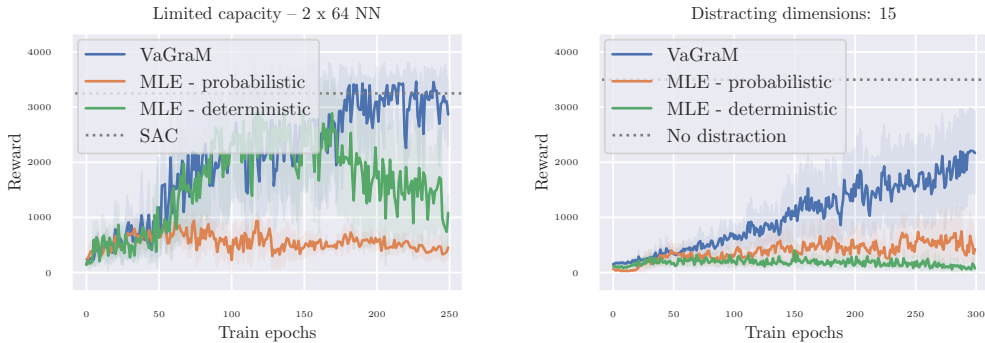 Limited capacity – 2 x 64 NN
4000
3000
2000
1000
0
Reward
VaGraM
MLE - probabilistic
MLE - deterministic
SAC
0
50
100
150
200
250
Train epochs
Distracting dimensions: 15
4000
3000
2000
1000
0
Reward
VaGraM
MLE - probabilistic
MLE - deterministic
No distraction
0
50
100
150
200
250
300
Train epochs